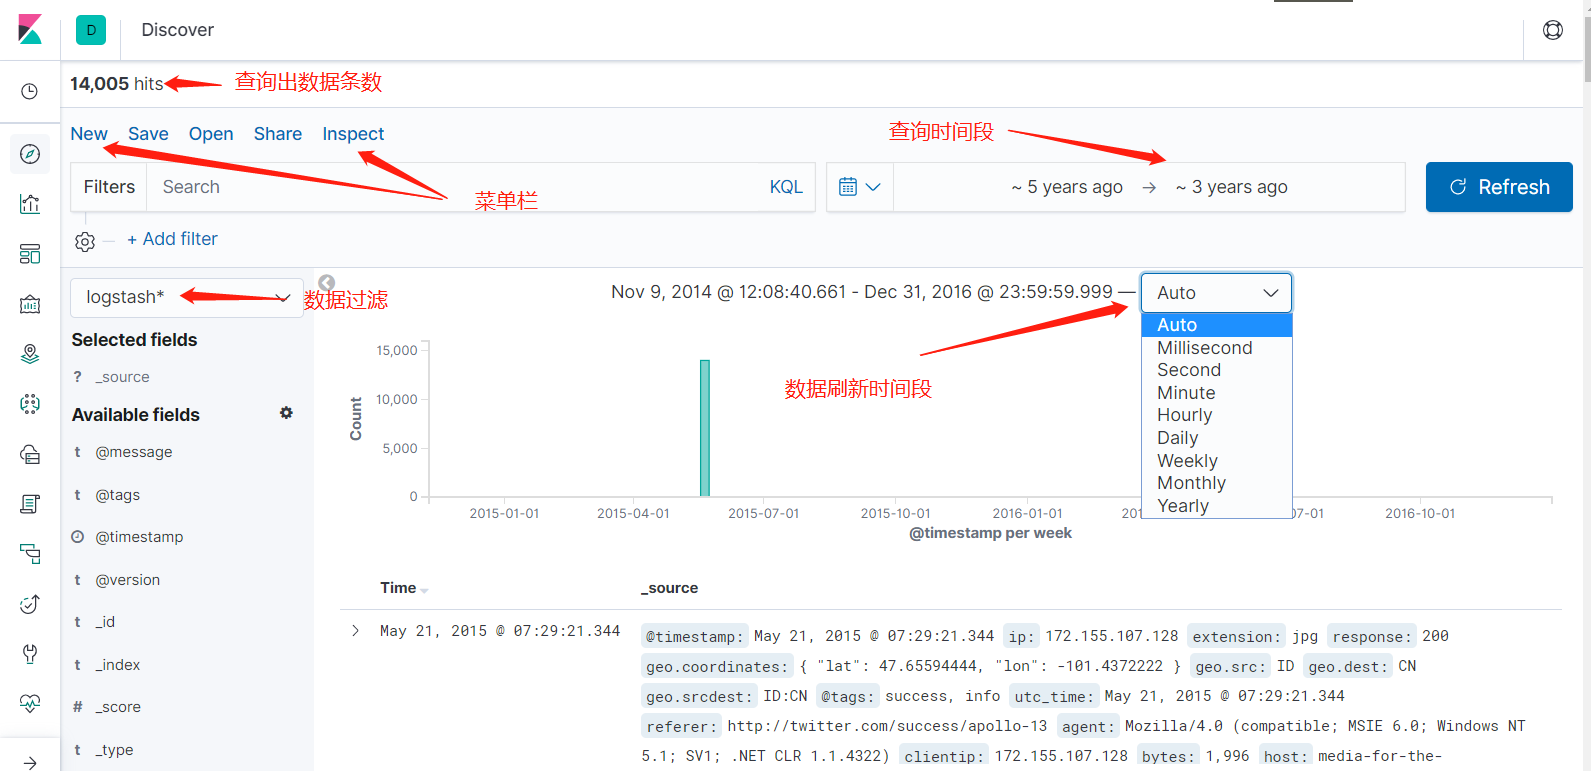 D Discover
14,005 hits 查询出数据条数
New Save Open Share Inspect
查询时间段
Filters Search KQL
~ 5 years ago → ~ 3 years ago
Refresh
菜单栏
+ Add filter
logstash*
数据过滤
Nov 9, 2014 @ 12:08:40.661 - Dec 31, 2016 @ 23:59:59.999 —
Auto
Auto
Millisecond
Second
Minute
Hourly
Daily
Weekly
Monthly
Yearly
数据刷新时间段
Selected fields
? _source
Available fields
t @message
t @tags
@timestamp
t @version
t _id
t _index
# _score
t _type
Count
15,000
10,000
5,000
0
2015-01-01 2015-04-01 2015-07-01 2015-10-01 2016-01-01 20 07-01 2016-10-01
@timestamp per week
Time _source
May 21, 2015 @ 07:29:21.344
@timestamp: May 21, 2015 @ 07:29:21.344 ip: 172.155.107.128 extension: jpg response: 200
geo.coordinates: { "lat": 47.65594444, "lon": -101.4372222 } geo.src: ID geo.dest: CN
geo.srcdest: ID:CN @tags: success, info utc_time: May 21, 2015 @ 07:29:21.344
referer: http://twitter.com/success/apollo-13 agent: Mozilla/4.0 (compatible; MSIE 6.0; Windows NT
5.1; SV1; .NET CLR 1.1.4322) clientip: 172.155.107.128 bytes: 1,996 host: media-for-the-